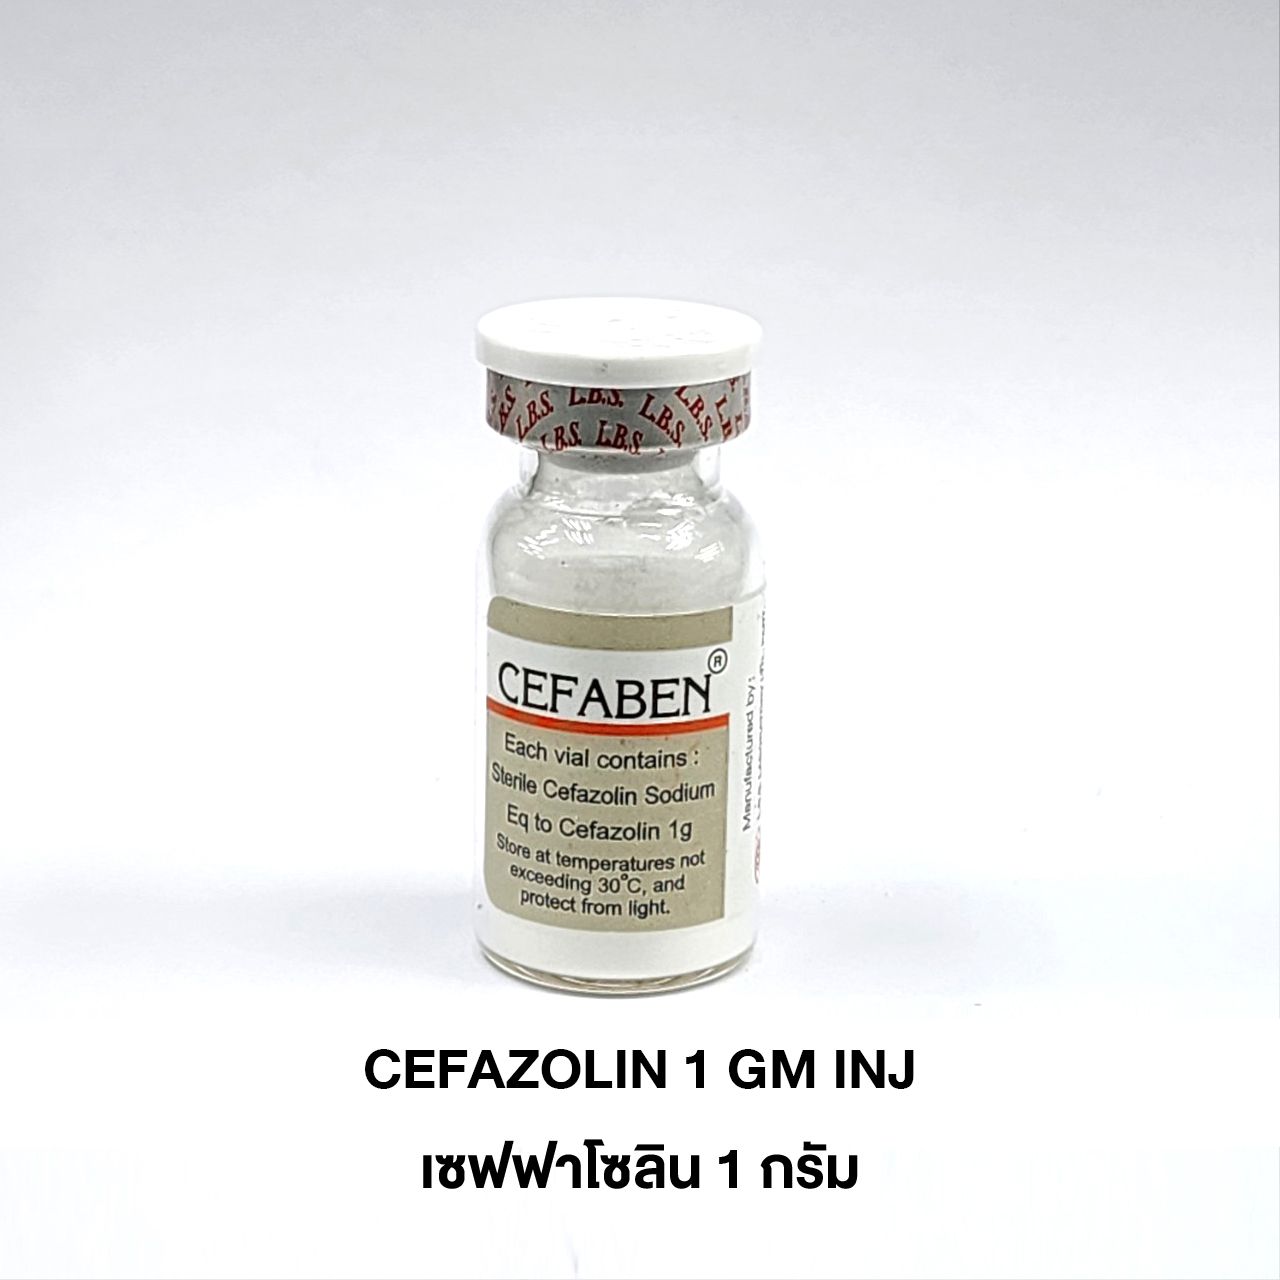 L.B.S. L.B.S. L.B.S. L.B.S. L.B.S.
L.B.S. L.B.S.
CEFABEN®
Each vial contains :
Sterile Cefazolin Sodium
Eq to Cefazolin 1g
Store at temperatures not
exceeding 30°C, and
protect from light.
Manufactured by:
CEFAZOLIN 1 GM INJ
เซฟฟาโซลิน 1 กรัม